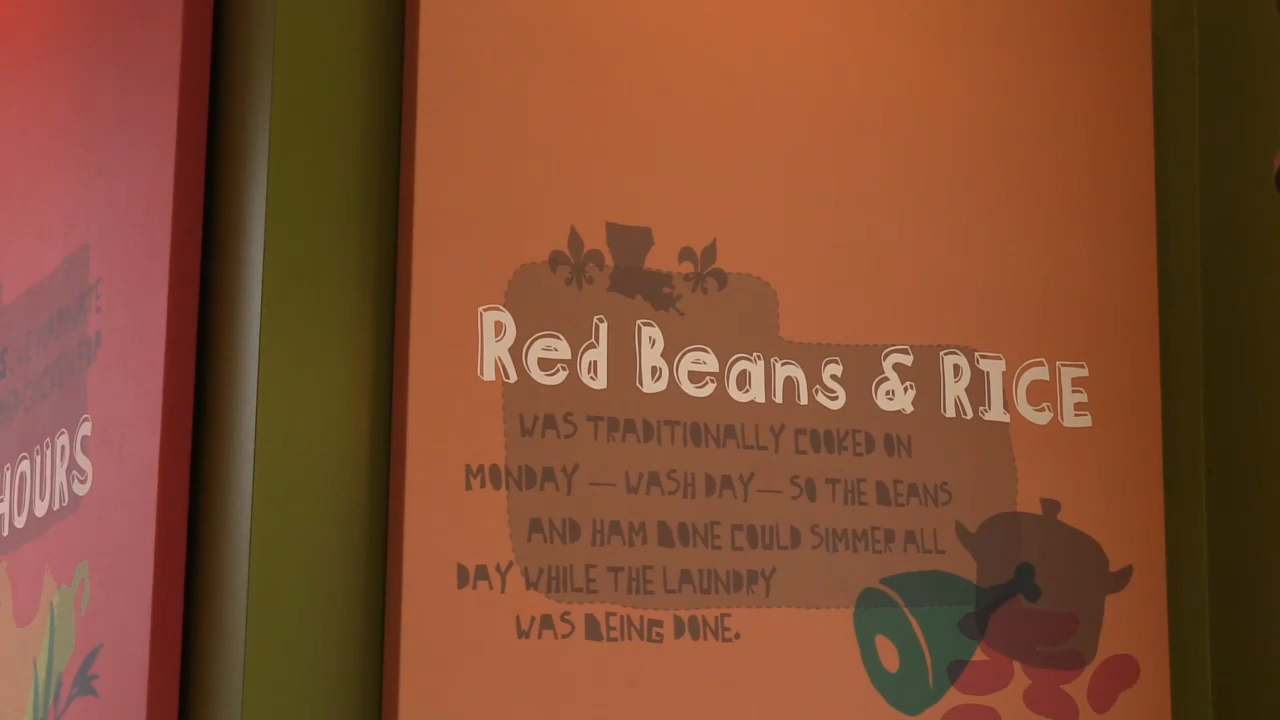 HOURS
Red Beans & RICE
WAS TRADITIONALLY COOKED ON
MONDAY — WASH DAY — SO THE BEANS
AND HAM BONE COULD SIMMER ALL
DAY WHILE THE LAUNDRY
WAS BEING DONE.